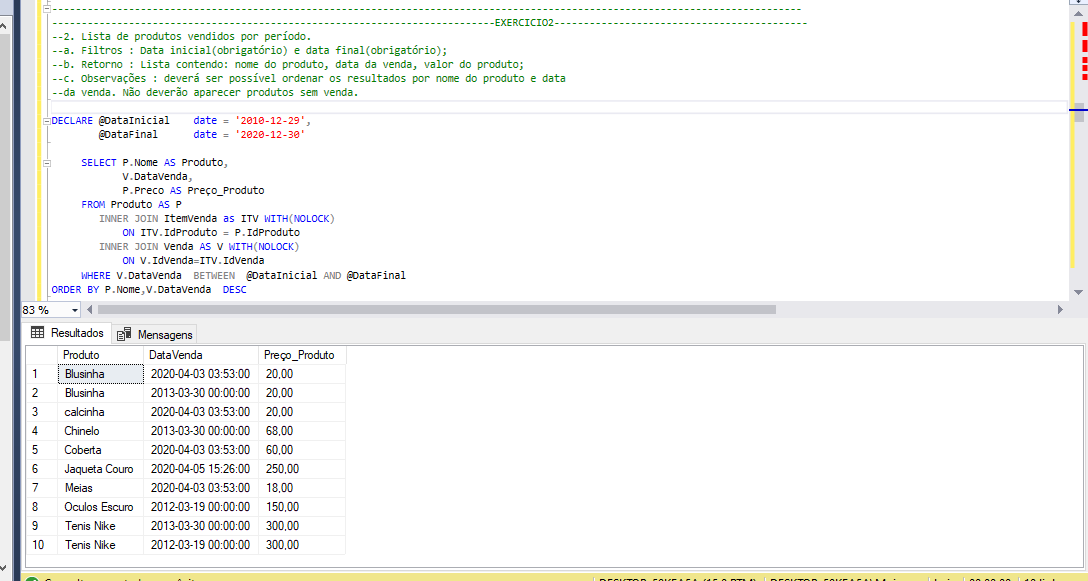 EXERCICIO2
--2. Lista de produtos vendidos por período.
--a. Filtros : Data inicial(obrigatório) e data final(obrigatório);
--b. Retorno : Lista contendo: nome do produto, data da venda, valor do produto;
--c. Observações : deverá ser possível ordenar os resultados por nome do produto e data
--da venda. Não deverão aparecer produtos sem venda.
DECLARE @DataInicial date = '2010-12-29',
@DataFinal date = '2020-12-30'
SELECT P.Nome AS Produto,
V.DataVenda,
P.Preco AS Preço_Produto
FROM Produto AS P
INNER JOIN ItemVenda as ITV WITH(NOLOCK)
ON ITV.IdProduto = P.IdProduto
INNER JOIN Venda AS V WITH(NOLOCK)
ON V.IdVenda=ITV.IdVenda
WHERE V.DataVenda BETWEEN @DataInicial AND @DataFinal
ORDER BY P.Nome,V.DataVenda DESC
83 %
Resultados Mensagens
Produto DataVenda Preço_Produto
1 Blusinha 2020-04-03 03:53:00 20,00
2 Blusinha 2013-03-30 00:00:00 20,00
3 calcinha 2020-04-03 03:53:00 20,00
4 Chinelo 2013-03-30 00:00:00 68,00
5 Coberta 2020-04-03 03:53:00 60,00
6 Jaqueta Couro 2020-04-05 15:26:00 250,00
7 Meias 2020-04-03 03:53:00 18,00
8 Oculos Escuro 2012-03-19 00:00:00 150,00
9 Tenis Nike 2013-03-30 00:00:00 300,00
10 Tenis Nike 2012-03-19 00:00:00 300,00